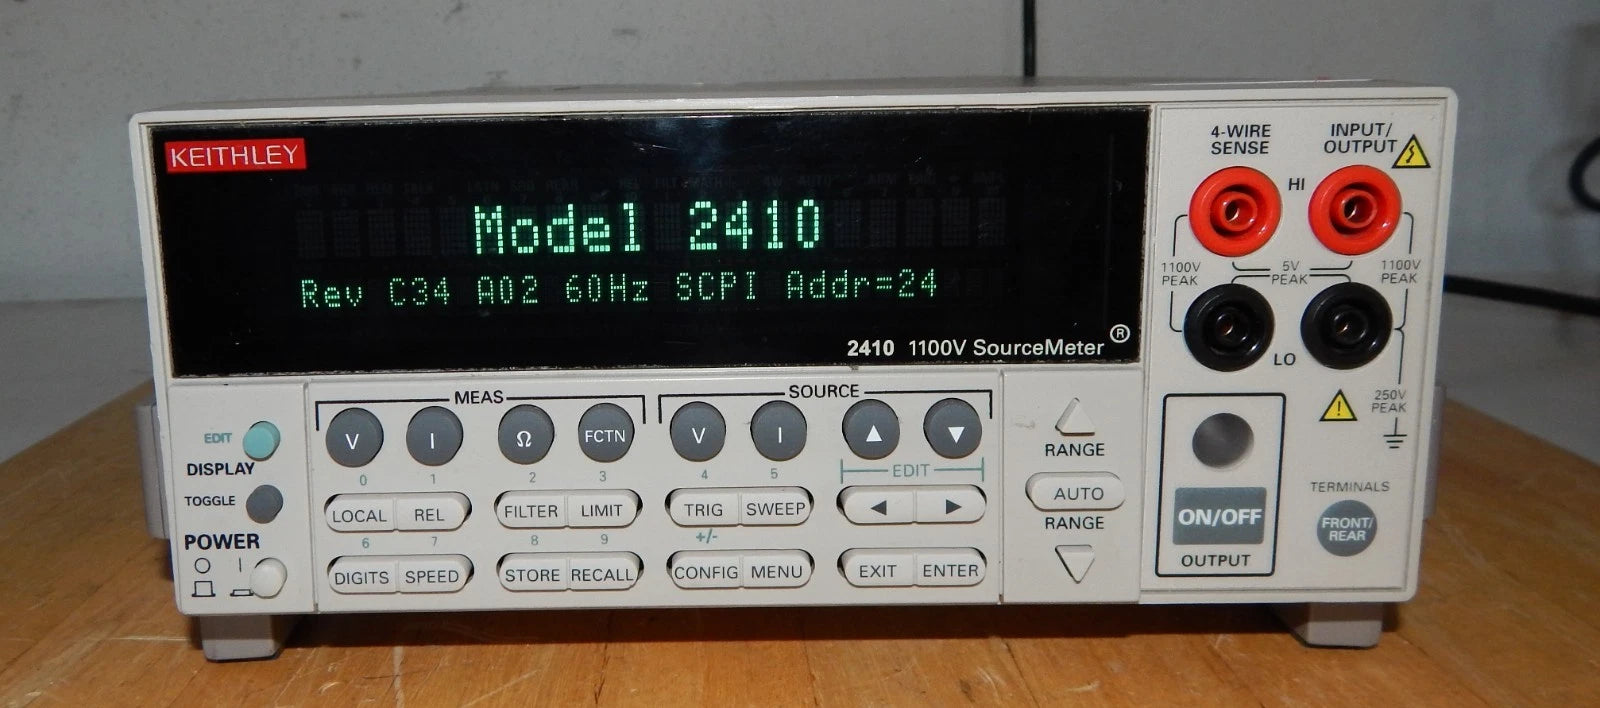 KEITHLEY
Model 2410
Rev C34 A02 60Hz SCPI Addr=24
2410 1100V SourceMeter ®
4-WIRE SENSE
INPUT/OUTPUT
HI
1100V PEAK
5V PEAK
1100V PEAK
LO
250V PEAK
EDIT
DISPLAY
TOGGLE
POWER
MEAS
V I Ω FCTN
SOURCE
V I ▲ ▼
0 1 2 3 4 5
EDIT
LOCAL REL FILTER LIMIT TRIG SWEEP ◀ ▶
6 7 8 9 +/-
DIGITS SPEED STORE RECALL CONFIG MENU EXIT ENTER
RANGE
AUTO
RANGE
ON/OFF
OUTPUT
TERMINALS
FRONT/REAR